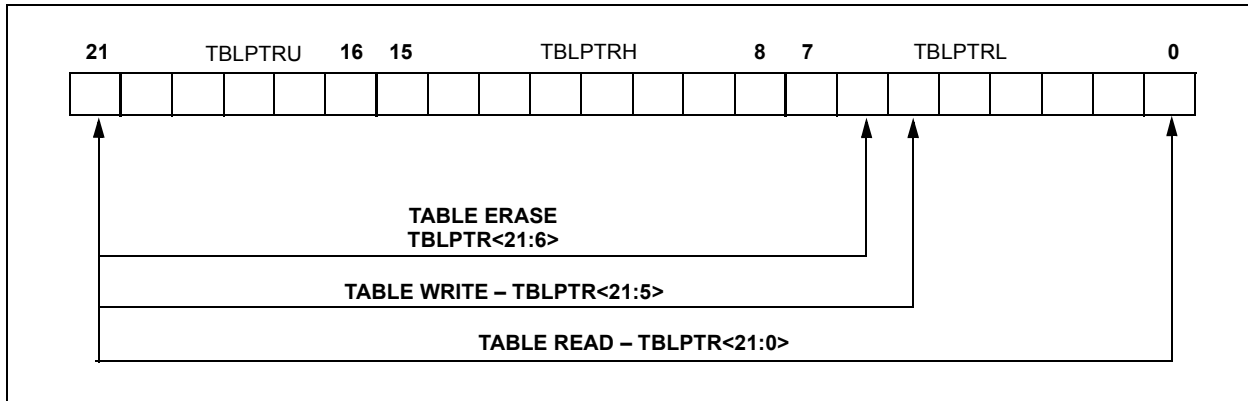 21 TBLPTRU 16 15 TBLPTRH 8 7 TBLPTRL 0
TABLE ERASE
TBLPTR<21:6>
TABLE WRITE – TBLPTR<21:5>
TABLE READ – TBLPTR<21:0>